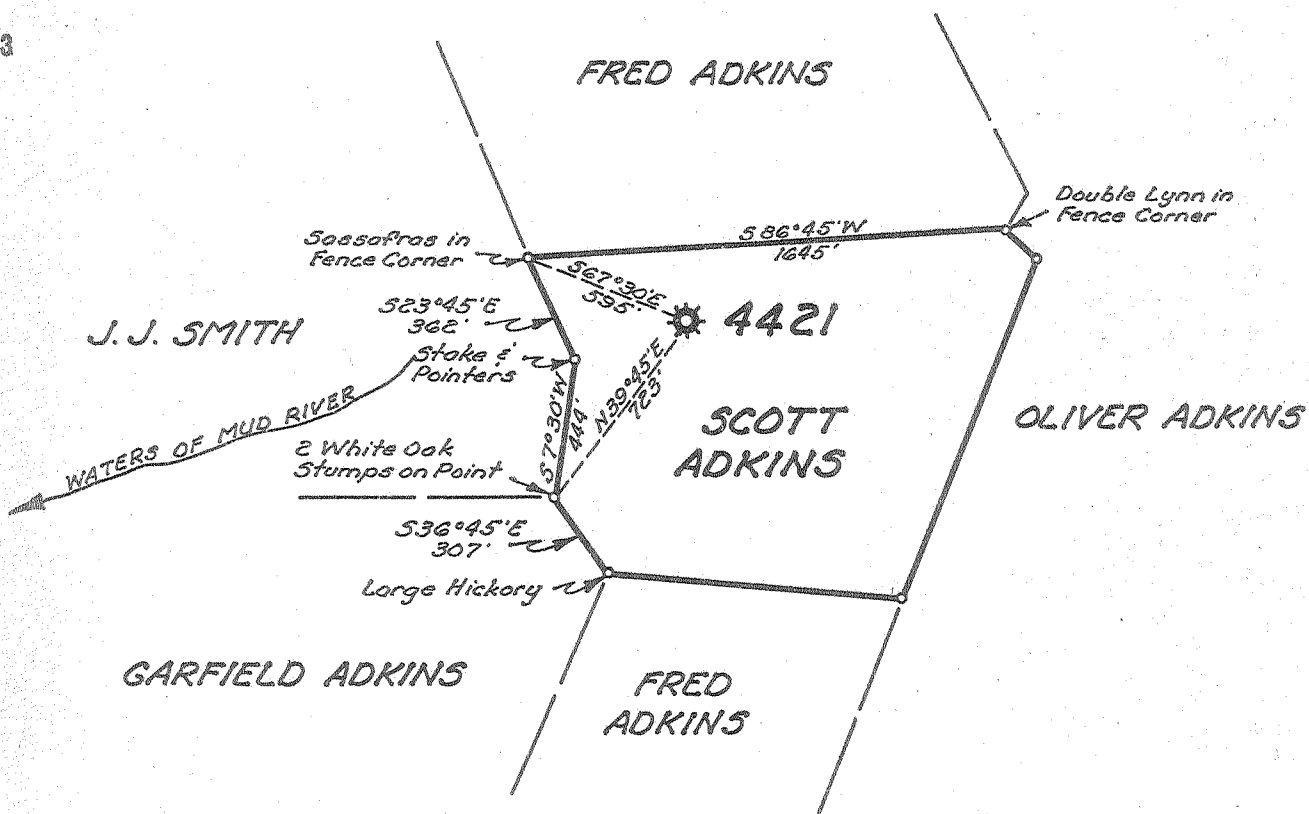 3
FRED ADKINS
Double Lynn in
Fence Corner
S86°45'W
1645'
Sassafras in
Fence Corner
S67°30'E
595'
S23°45'E
362'
4421
J.J. SMITH
Stake &
Pointers
N39°45'E
723'
S7°30'W
444'
SCOTT
ADKINS
OLIVER ADKINS
WATERS OF MUD RIVER
2 White Oak
Stumps on Point
S36°45'E
307'
Large Hickory
GARFIELD ADKINS
FRED
ADKINS